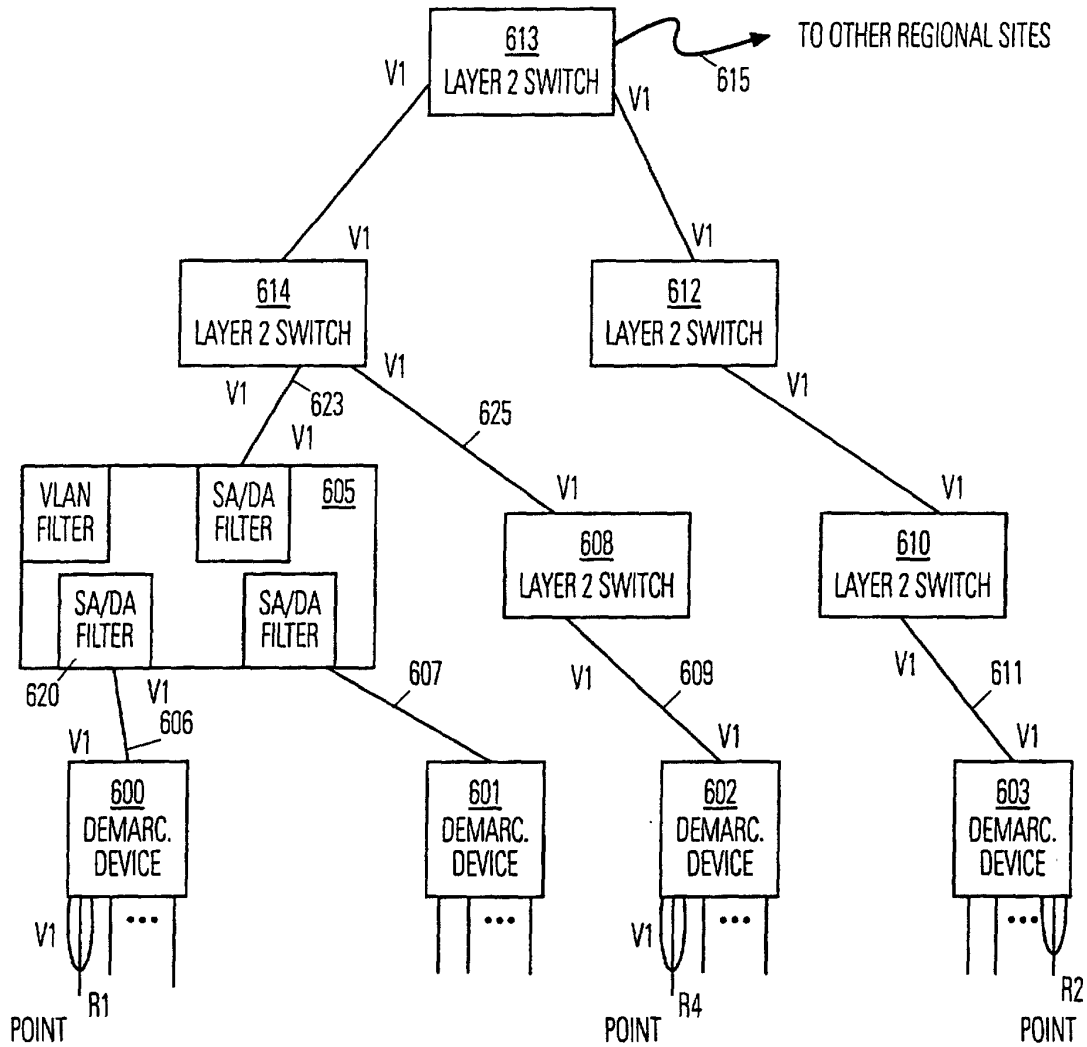 613
LAYER 2 SWITCH
TO OTHER REGIONAL SITES
615
V1
V1
V1
V1
614
LAYER 2 SWITCH
612
LAYER 2 SWITCH
V1
623
V1
V1
625
V1
V1
V1
VLAN
FILTER
SA/DA
FILTER
605
SA/DA
FILTER
SA/DA
FILTER
608
LAYER 2 SWITCH
610
LAYER 2 SWITCH
620
V1
606
607
V1
609
V1
611
V1
V1
V1
600
DEMARC.
DEVICE
601
DEMARC.
DEVICE
602
DEMARC.
DEVICE
603
DEMARC.
DEVICE
V1
...
...
V1
...
...
R1
R4
R2
POINT
POINT
POINT